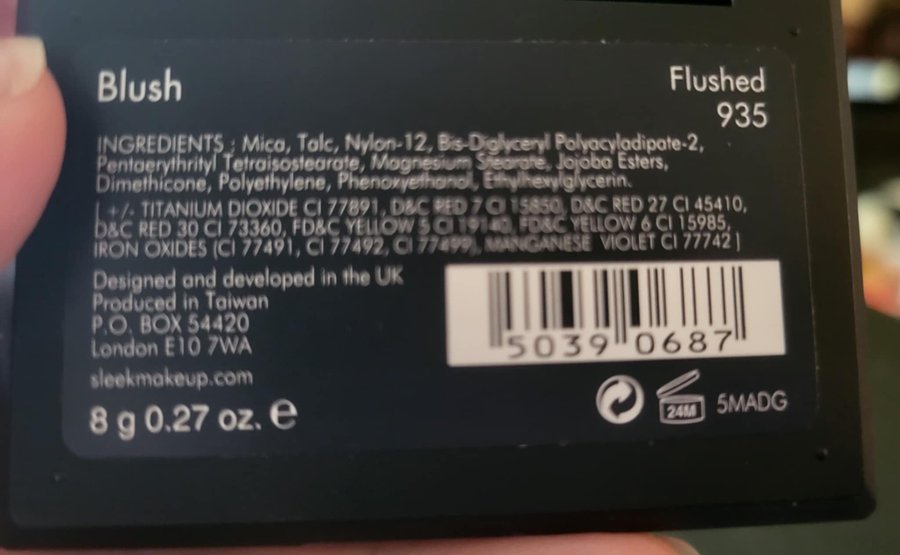 Blush
Flushed
935
INGREDIENTS : Mica, Talc, Nylon-12, Bis-Diglyceryl Polyacyladipate-2,
Pentaerythrityl Tetraisostearate, Magnesium Stearate, Jojoba Esters,
Dimethicone, Polyethylene, Phenoxyethanol, Ethylhexylglycerin.
[ +/- TITANIUM DIOXIDE CI 77891, D&C RED 7 CI 15850, D&C RED 27 CI 45410,
D&C RED 30 CI 73360, FD&C YELLOW 5 CI 19140, FD&C YELLOW 6 CI 15985,
IRON OXIDES (CI 77491, CI 77492, CI 77499), MANGANESE VIOLET CI 77742 ]
Designed and developed in the UK
Produced in Taiwan
P.O. BOX 54420
London E10 7WA
sleekmakeup.com
8 g 0.27 oz. ℮
5039 0687
24M
5MADG